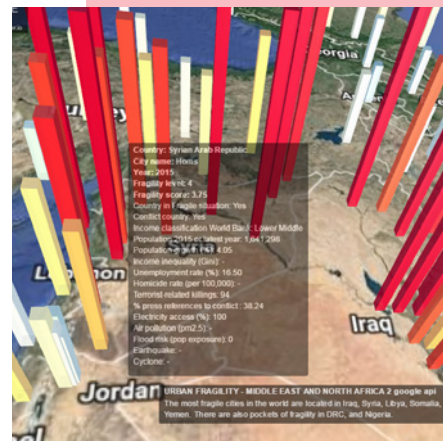 Georgia
Country: Syrian Arab Republic
City name: Homs
Year: 2015
Fragility level: 4
Fragility score: 3.75
Country in Fragile situation: Yes
Conflict country: Yes
Income classification World Bank: Lower Middle
Population 2015 or latest year: 1,641,298
Income inequality (Gini): -
Unemployment rate (%): 16.50
Homicide rate (per 100,000): -
Terrorist-related killings: 94
% press references to conflict : 38.24
Electricity access (%): 100
Air pollution (pm2.5): -
Flood risk (pop exposure): 0
Earthquake: -
Cyclone: -
Lebanon
Iraq
Jordan
URBAN FRAGILITY - MIDDLE EAST AND NORTH AFRICA 2 google api
The most fragile cities in the world are located in Iraq, Syria, Libya, Somalia,
Yemen. There are also pockets of fragility in DRC, and Nigeria.